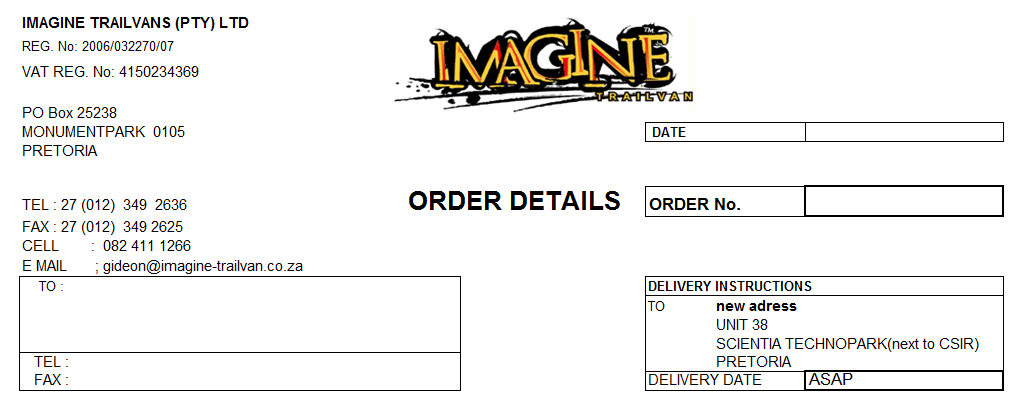 IMAGINE TRAILVANS (PTY) LTD
REG. No: 2006/032270/07
VAT REG. No: 4150234369
IMAGINE™
TRAILVAN
PO Box 25238
MONUMENTPARK 0105
PRETORIA
DATE
ORDER DETAILS
ORDER No.
TEL : 27 (012) 349 2636
FAX : 27 (012) 349 2625
CELL : 082 411 1266
E MAIL ; gideon@imagine-trailvan.co.za
TO :
TEL :
FAX :
DELIVERY INSTRUCTIONS
TO new adress
UNIT 38
SCIENTIA TECHNOPARK(next to CSIR)
PRETORIA
DELIVERY DATE ASAP